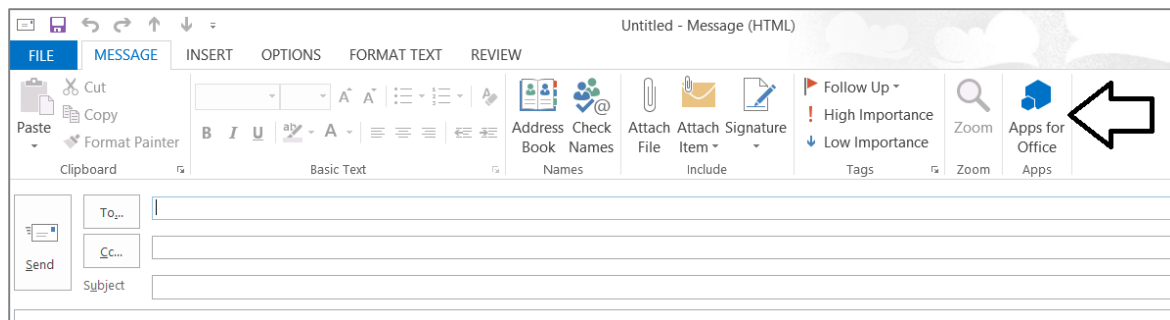 Untitled - Message (HTML)
FILE MESSAGE INSERT OPTIONS FORMAT TEXT REVIEW
Paste
Cut
Copy
Format Painter
Clipboard
B I U
Basic Text
Address Book
Check Names
Names
Attach File
Attach Item
Signature
Include
Follow Up
High Importance
Low Importance
Tags
Zoom
Zoom
Apps for
Office
Apps
Send
To...
Cc...
Subject